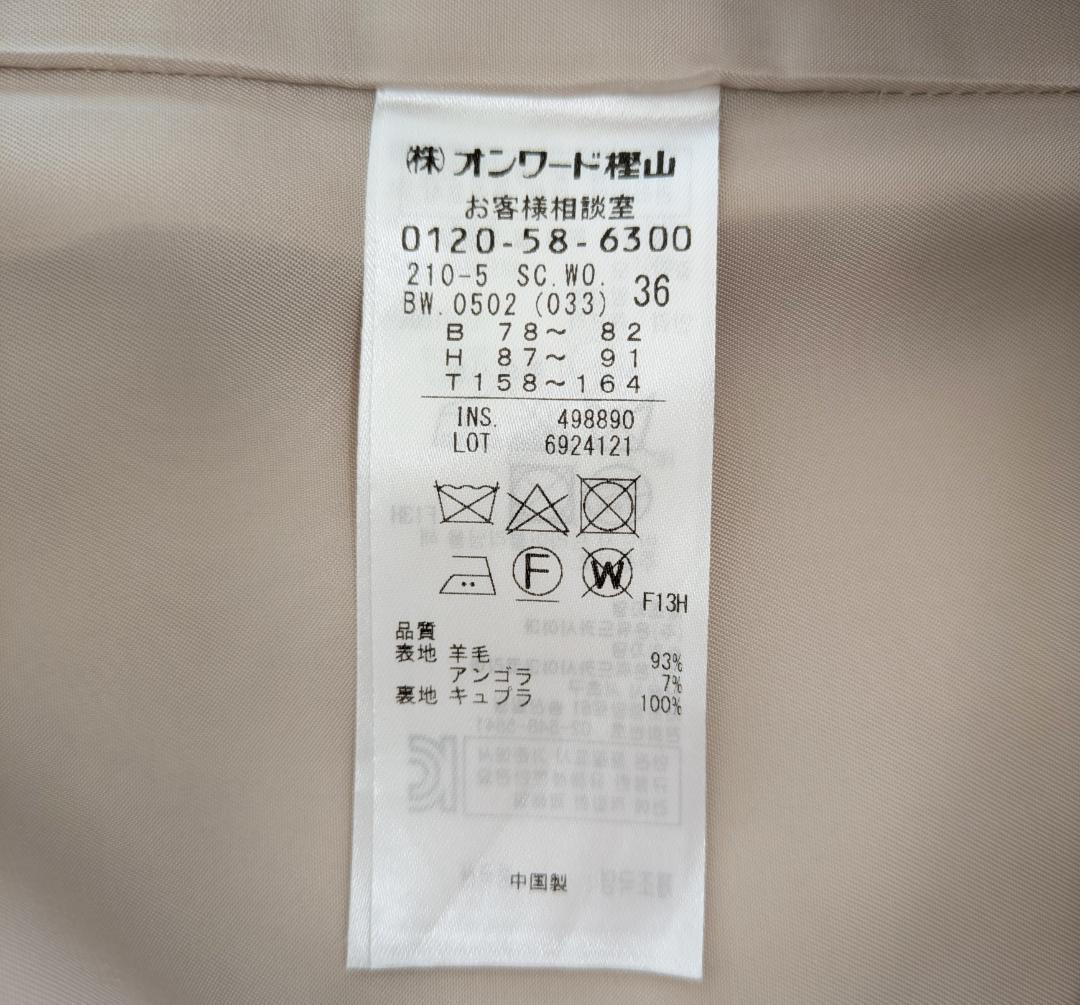 ㈱オンワード樫山
お客様相談室
0120-58-6300
210-5 SC.WO. 36
BW.0502 (033)
B 78～ 82
H 87～ 91
T158～164
INS. 498890
LOT 6924121
F W
F13H
品質
表地 羊毛 93%
アンゴラ 7%
裏地 キュプラ 100%
中国製